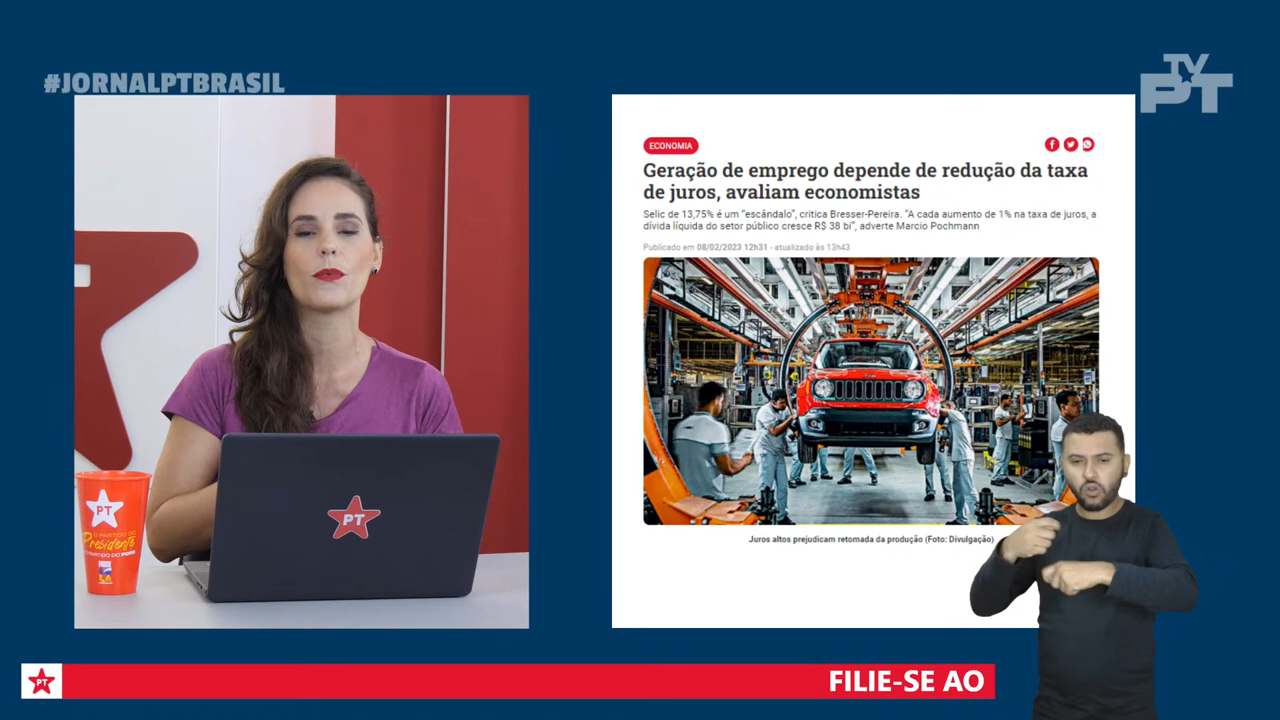 #JORNALPTBRASIL
TV
PT
ECONOMIA
Geração de emprego depende de redução da taxa
de juros, avaliam economistas
Selic de 13,75% é um “escândalo”, critica Bresser-Pereira. “A cada aumento de 1% na taxa de juros, a
dívida líquida do setor público cresce R$ 38 bi”, adverte Marcio Pochmann
Publicado em 08/02/2023 12h31 - atualizado às 13h43
Juros altos prejudicam retomada da produção (Foto: Divulgação)
PT
O PARTIDO DO
Presidente
O PARTIDO DO POVO
PT
PT
FILIE-SE AO